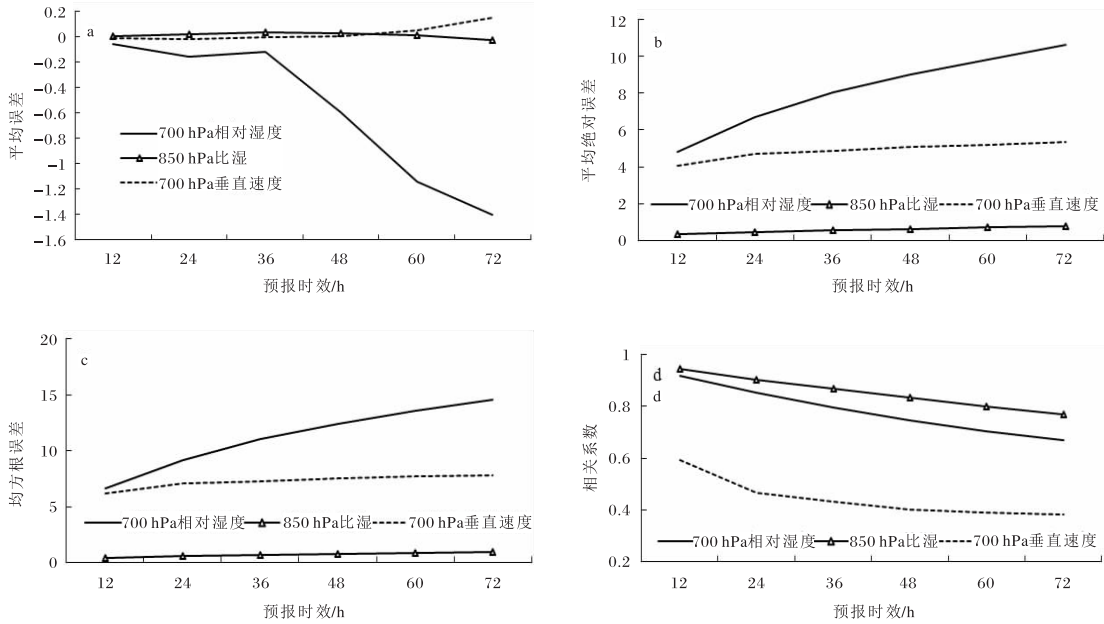 0.2
0
−0.2
−0.4
−0.6
−0.8
−1
−1.2
−1.4
−1.6
平均误差
a
700 hPa相对湿度
850 hPa比湿
700 hPa垂直速度
12 24 36 48 60 72
预报时效/h
12
10
8
6
4
2
0
平均绝对误差
b
700 hPa相对湿度 850 hPa比湿 700 hPa垂直速度
12 24 36 48 60 72
预报时效/h
20
15
10
5
0
均方根误差
c
700 hPa相对湿度 850 hPa比湿 700 hPa垂直速度
12 24 36 48 60 72
预报时效/h
1
0.8
0.6
0.4
0.2
相关系数
d
d
700 hPa相对湿度 850 hPa比湿 700 hPa垂直速度
12 24 36 48 60 72
预报时效/h